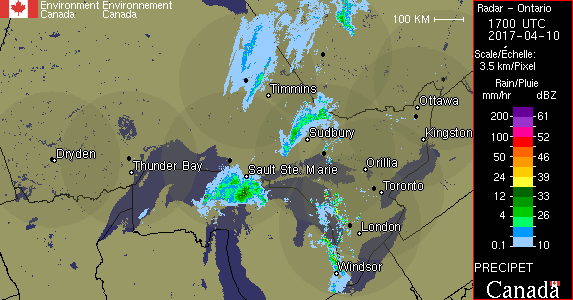 Environment Environnement
Canada Canada
100 KM
Timmins
Ottawa
Sudbury
Kingston
Dryden
Thunder Bay
Sault Ste. Marie
Orillia
Toronto
London
Windsor
Radar - Ontario
1700 UTC
2017-04-10
Scale/Échelle:
3.5 km/Pixel
Rain/Pluie
mm/hr dBZ
200 61
100 52
50 46
24 39
12 33
4 26
0.1 10
PRECIPET
Canada